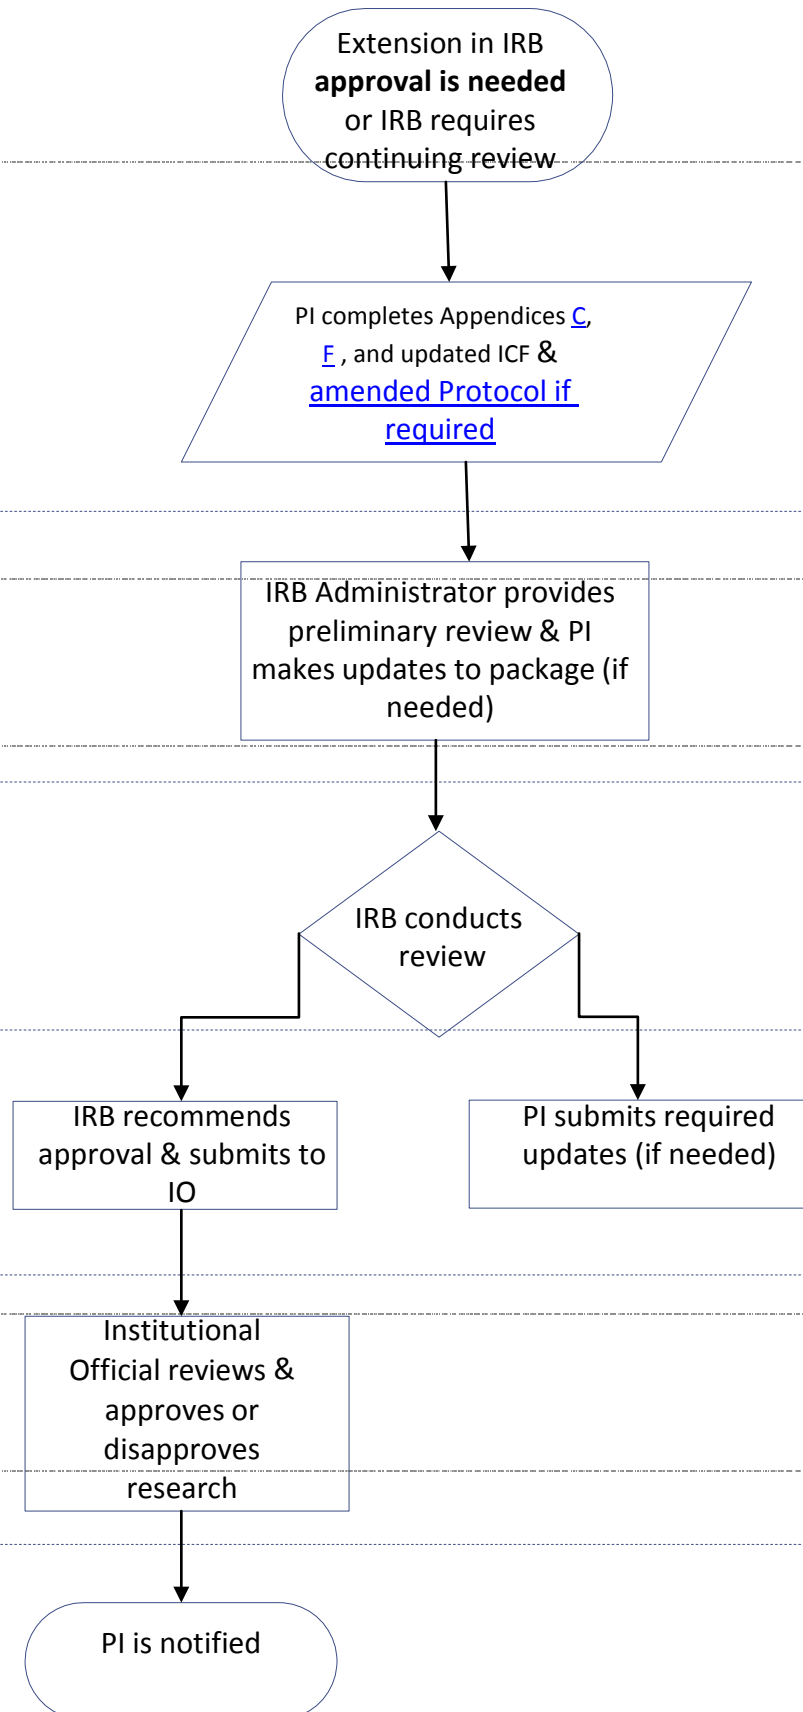 Extension in IRB
approval is needed
or IRB requires
continuing review
PI completes Appendices C,
F , and updated ICF &
amended Protocol if
required
IRB Administrator provides
preliminary review & PI
makes updates to package (if
needed)
IRB conducts
review
IRB recommends
approval & submits to
IO
PI submits required
updates (if needed)
Institutional
Official reviews &
approves or
disapproves
research
PI is notified